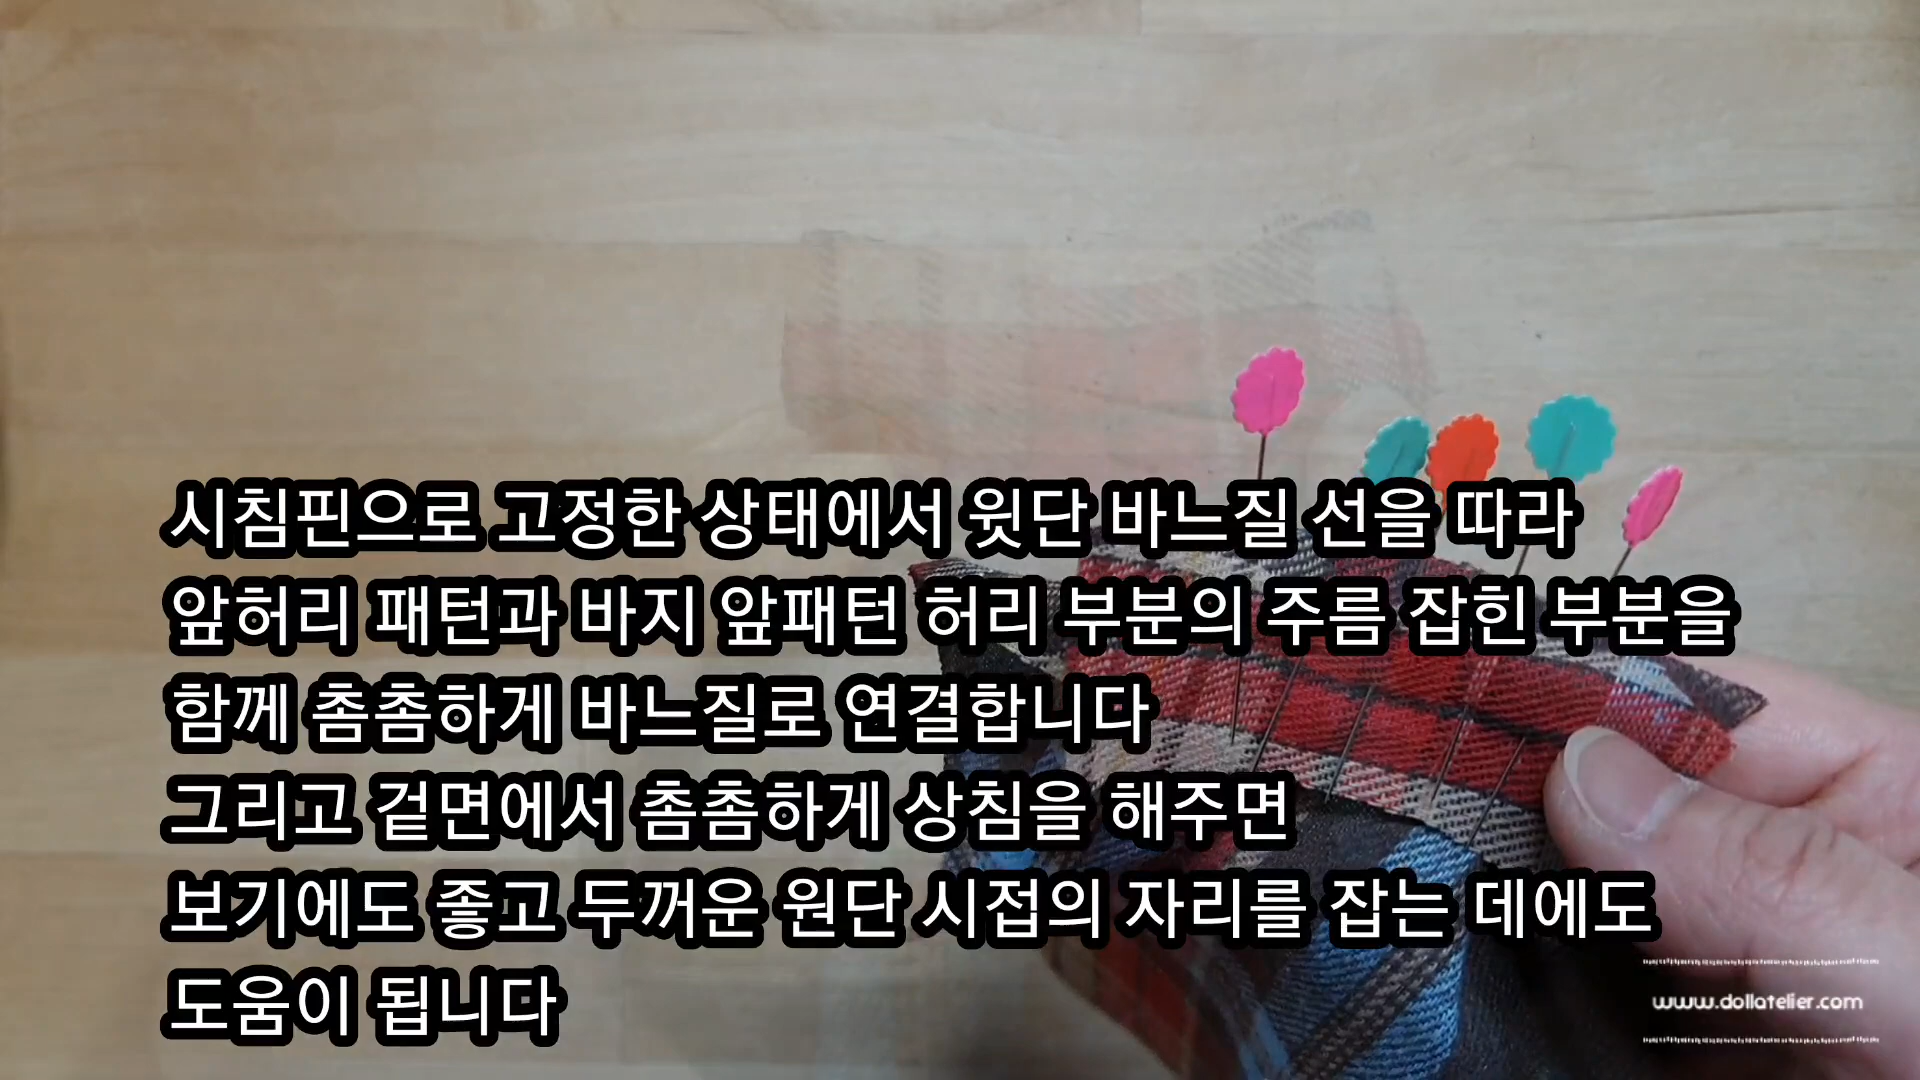 시침핀으로 고정한 상태에서 윗단 바느질 선을 따라
앞허리 패턴과 바지 앞패턴 허리 부분의 주름 잡힌 부분을
함께 촘촘하게 바느질로 연결합니다
그리고 겉면에서 촘촘하게 상침을 해주면
보기에도 좋고 두꺼운 원단 시접의 자리를 잡는 데에도
도움이 됩니다
www.dollatelier.com